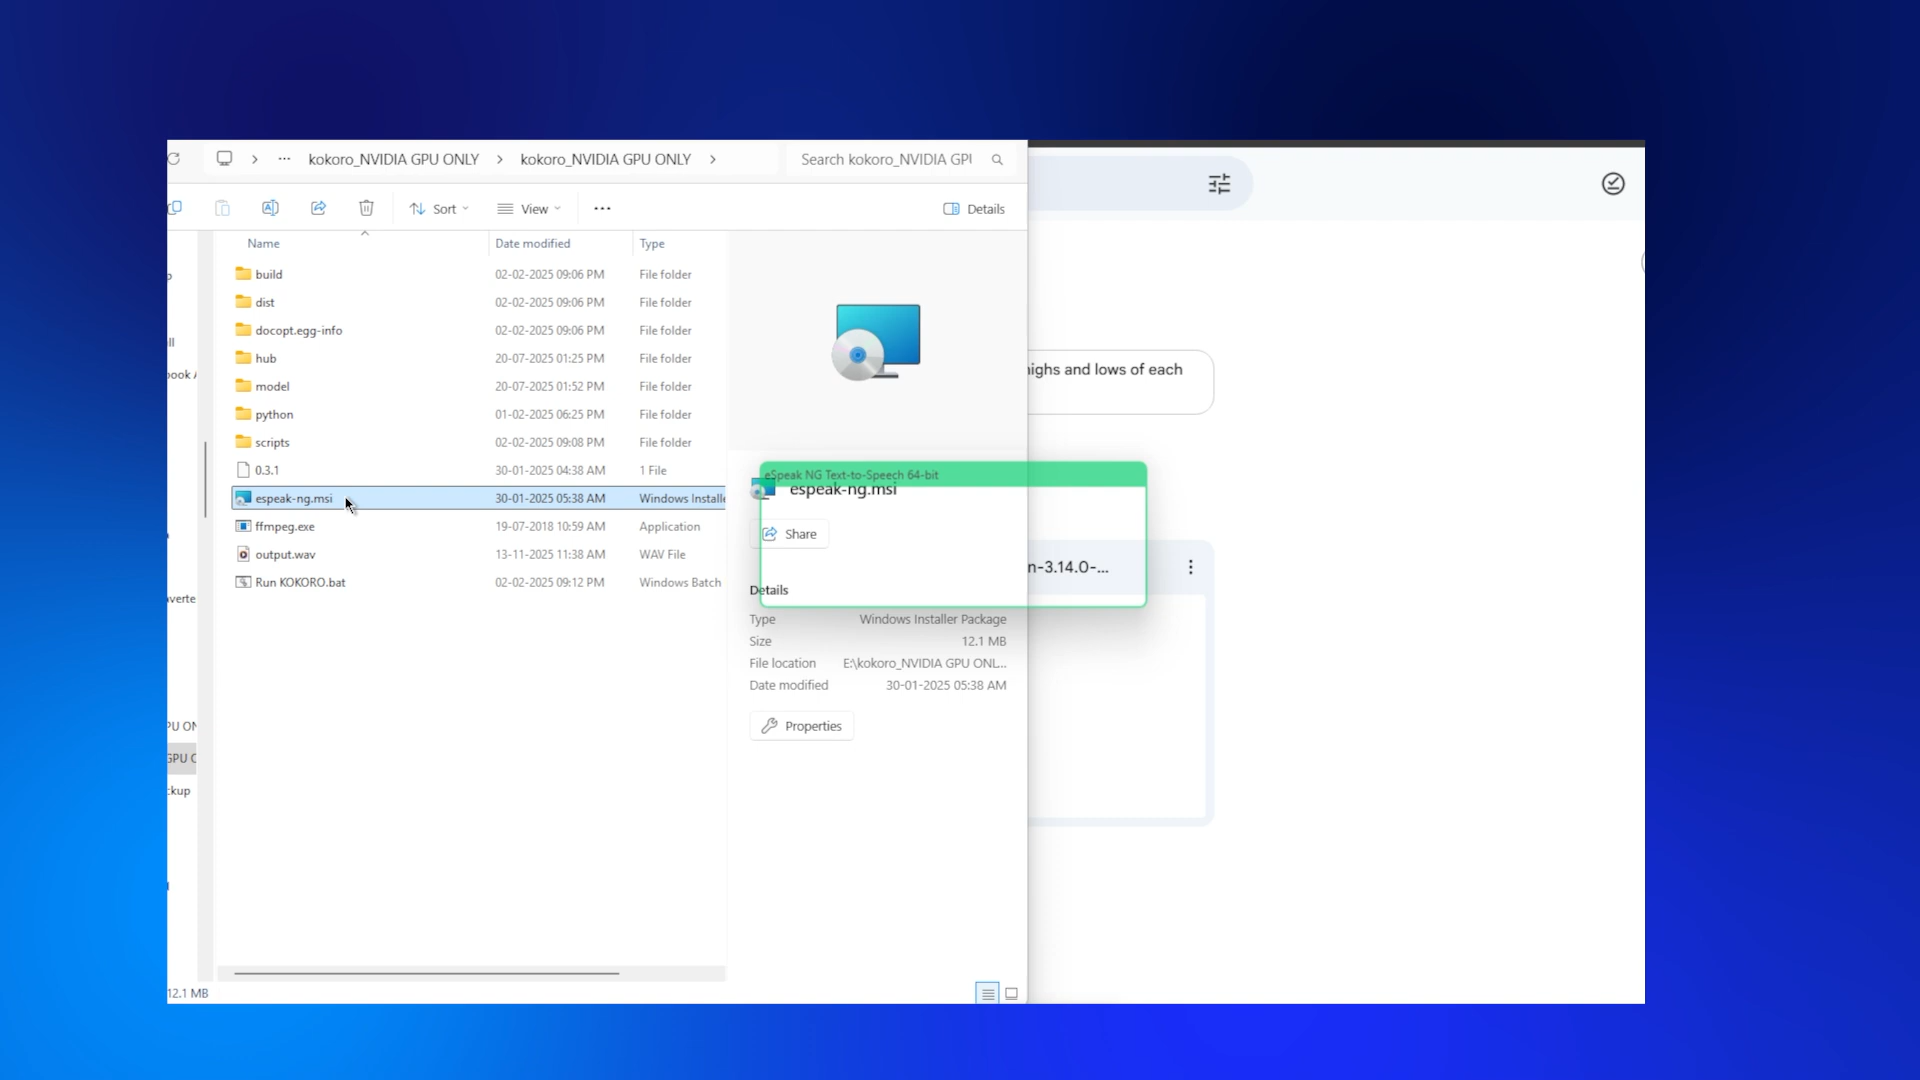 kokoro_NVIDIA GPU ONLY > kokoro_NVIDIA GPU ONLY >
Search kokoro_NVIDIA GPI
Sort
View
Details
Name Date modified Type
build 02-02-2025 09:06 PM File folder
dist 02-02-2025 09:06 PM File folder
docopt.egg-info 02-02-2025 09:06 PM File folder
hub 20-07-2025 01:25 PM File folder
model 20-07-2025 01:52 PM File folder
python 01-02-2025 06:25 PM File folder
scripts 02-02-2025 09:08 PM File folder
0.3.1 30-01-2025 04:38 AM 1 File
espeak-ng.msi 30-01-2025 05:38 AM Windows Installe
ffmpeg.exe 19-07-2018 10:59 AM Application
output.wav 13-11-2025 11:38 AM WAV File
Run KOKORO.bat 02-02-2025 09:12 PM Windows Batch
eSpeak NG Text-to-Speech 64-bit
espeak-ng.msi
Share
Details
Type Windows Installer Package
Size 12.1 MB
File location E:\kokoro_NVIDIA GPU ONL...
Date modified 30-01-2025 05:38 AM
Properties
highs and lows of each
n-3.14.0-...
verte
PU ON
GPU C
ckup
12.1 MB